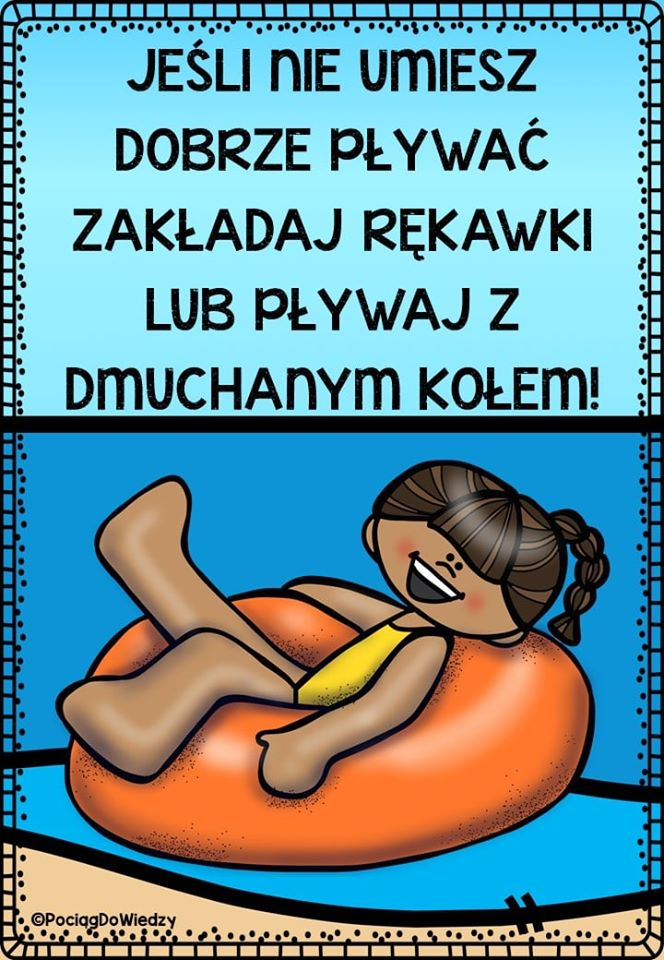 JEŚLI NIE UMIESZ
DOBRZE PŁYWAĆ
ZAKŁADAJ RĘKAWKI
LUB PŁYWAJ Z
DMUCHANYM KOŁEM!
©PociągDoWiedzy